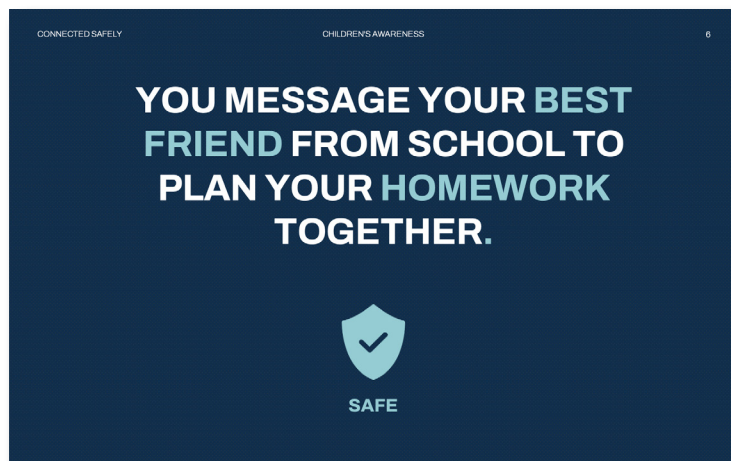 CONNECTED SAFELY
CHILDREN'S AWARENESS
6
YOU MESSAGE YOUR BEST
FRIEND FROM SCHOOL TO
PLAN YOUR HOMEWORK
TOGETHER.
SAFE